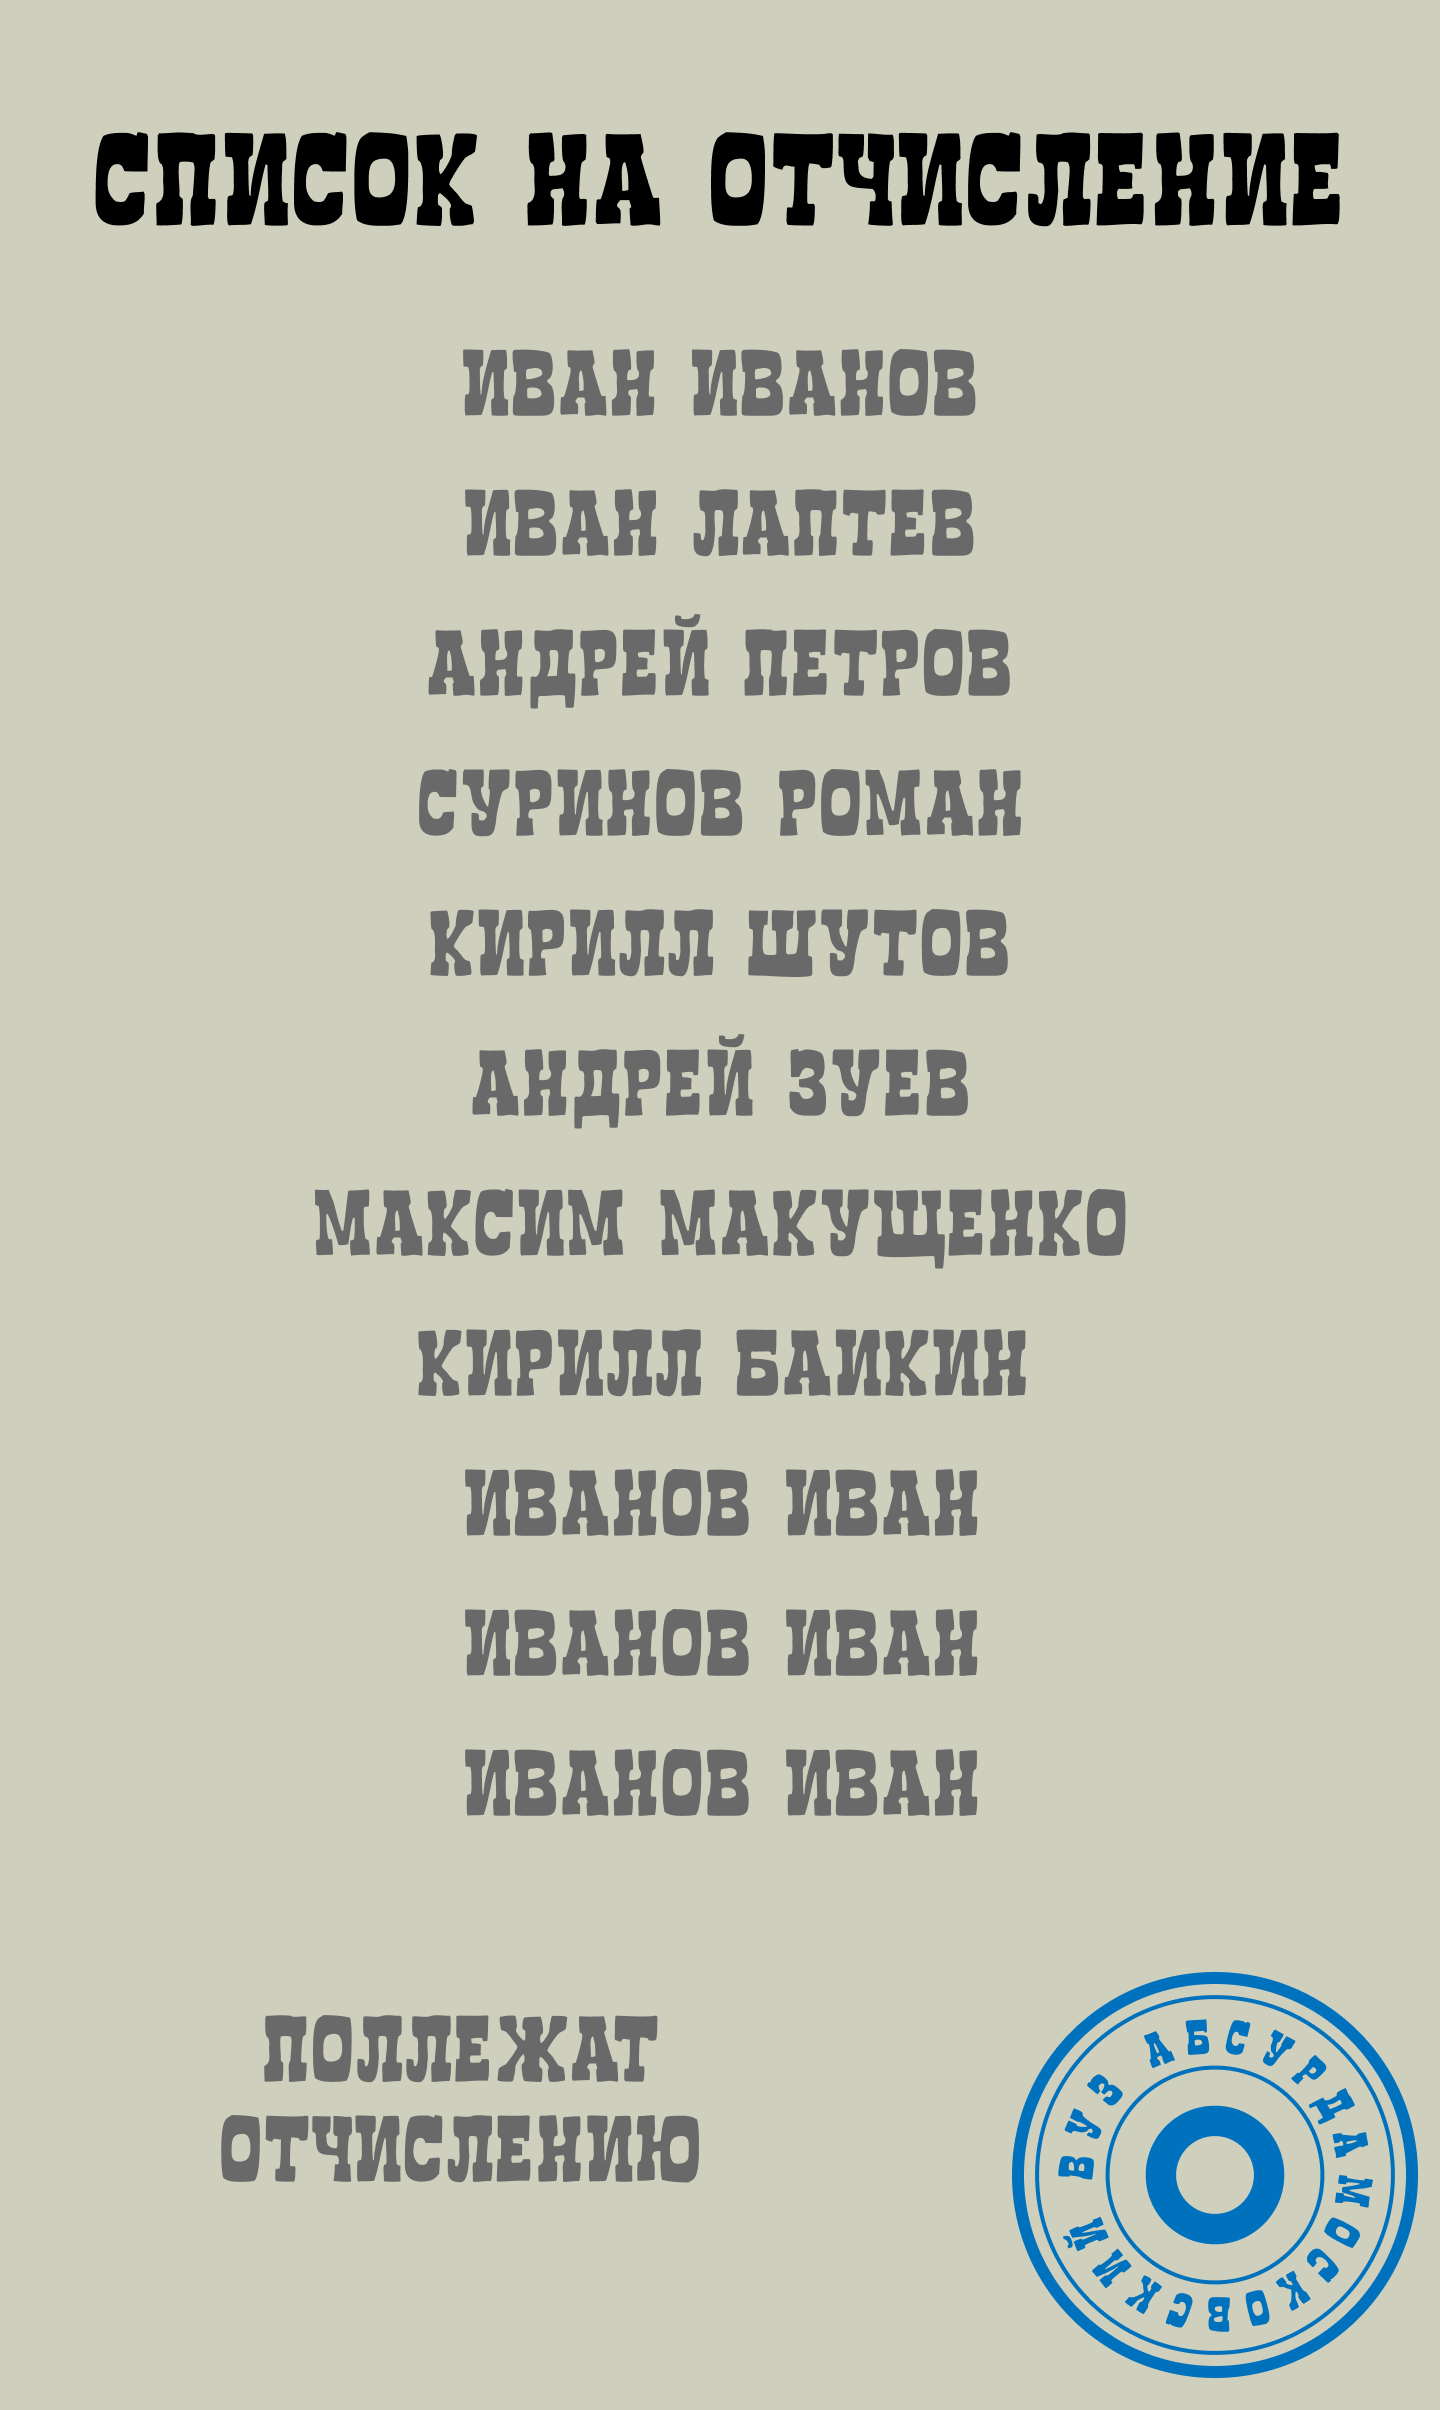 СПИСОК НА ОТЧИСЛЕНИЕ
ИВАН ИВАНОВ
ИВАН ЛАПТЕВ
АНДРЕЙ ПЕТРОВ
СУРИНОВ РОМАН
КИРИЛЛ ШУТОВ
АНДРЕЙ ЗУЕВ
МАКСИМ МАКУЩЕНКО
КИРИЛЛ БАИКИН
ИВАНОВ ИВАН
ИВАНОВ ИВАН
ИВАНОВ ИВАН
ПОЛЛЕЖАТ
ОТЧИСЛЕНИЮ
МОСКОВСКИЙ ВУЗ АБСУРДА